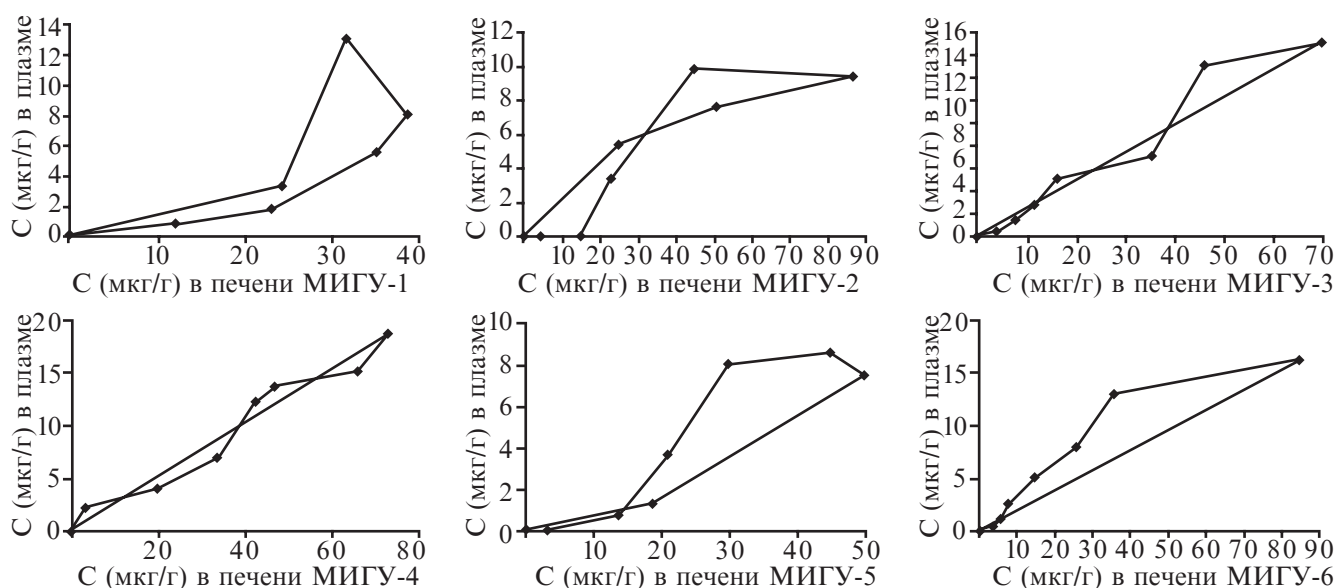 С (мкг/г) в плазме
14
12
10
8
6
4
2
0
10 20 30 40
С (мкг/г) в печени МИГУ-1
С (мкг/г) в плазме
12
10
8
6
4
2
0
10 20 30 40 50 60 70 80 90
С (мкг/г) в печени МИГУ-2
С (мкг/г) в плазме
16
14
12
10
8
6
4
2
0
10 20 30 40 50 60 70
С (мкг/г) в печени МИГУ-3
С (мкг/г) в плазме
20
15
10
5
0
20 40 60 80
С (мкг/г) в печени МИГУ-4
С (мкг/г) в плазме
10
8
6
4
2
0
10 20 30 40 50
С (мкг/г) в печени МИГУ-5
С (мкг/г) в плазме
20
15
10
5
0
10 20 30 40 50 60 70 80 90
С (мкг/г) в печени МИГУ-6